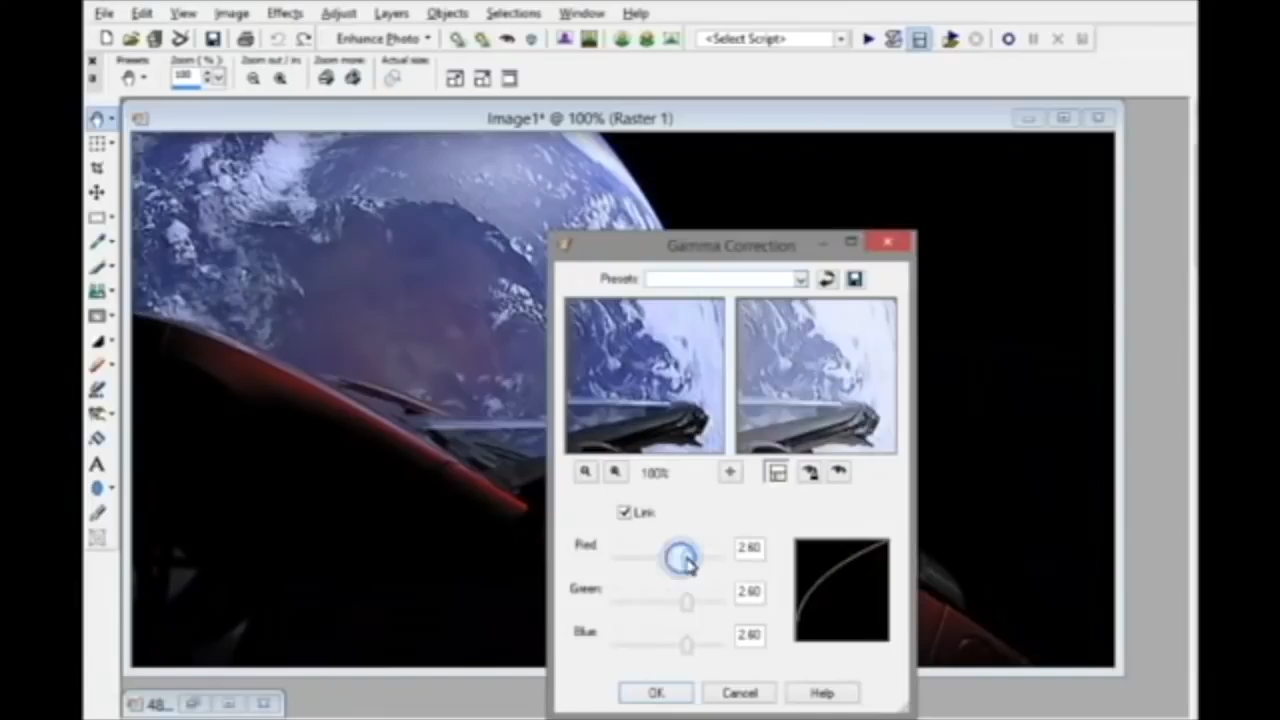 File Edit View Image Effects Adjust Layers Objects Selections Window Help
Enhance Photo <Select Script>
Presets: Zoom (%) Zoom out / in: Zoom more: Actual size:
100
Image1* @ 100% (Raster 1)
Gamma Correction
Presets:
100%
Link
Red: 2.60
Green: 2.60
Blue: 2.60
OK Cancel Help
48...
A